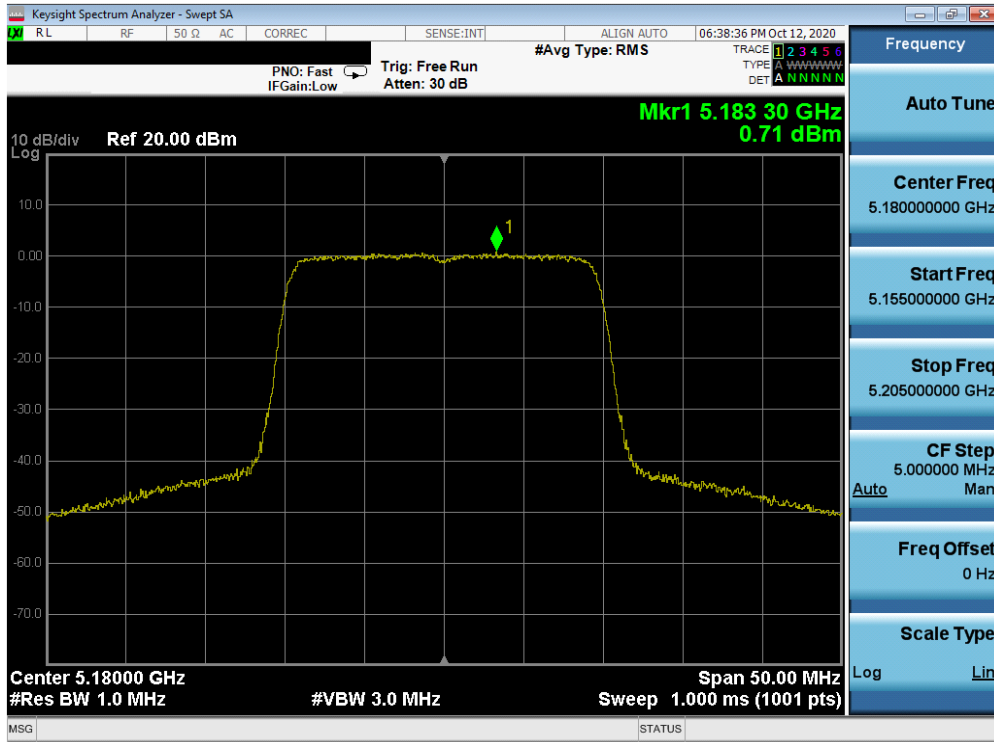 Keysight Spectrum Analyzer - Swept SA
LXI RL RF 50 Ω AC CORREC SENSE:INT ALIGN AUTO 06:38:36 PM Oct 12, 2020
#Avg Type: RMS
TRACE 1 2 3 4 5 6
TYPE A WWWWW
DET A N N N N N
PNO: Fast
IFGain:Low
Trig: Free Run
Atten: 30 dB
Mkr1 5.183 30 GHz
0.71 dBm
10 dB/div
Log
Ref 20.00 dBm
10.0
0.00
-10.0
-20.0
-30.0
-40.0
-50.0
-60.0
-70.0
1
Center 5.18000 GHz
Span 50.00 MHz
#Res BW 1.0 MHz
#VBW 3.0 MHz
Sweep 1.000 ms (1001 pts)
MSG
STATUS
Frequency
Auto Tune
Center Freq
5.180000000 GHz
Start Freq
5.155000000 GHz
Stop Freq
5.205000000 GHz
CF Step
5.000000 MHz
Auto Man
Freq Offset
0 Hz
Scale Type
Log Lin